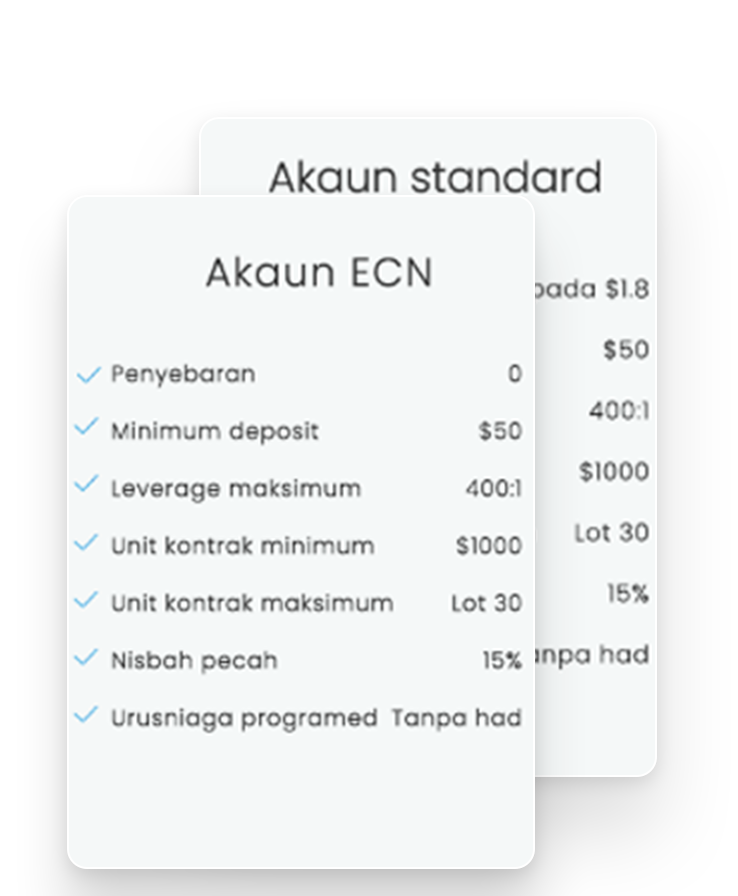 Akaun standard
pada $1.8
$50
400:1
$1000
Lot 30
15%
anpa had
Akaun ECN
Penyebaran 0
Minimum deposit $50
Leverage maksimum 400:1
Unit kontrak minimum $1000
Unit kontrak maksimum Lot 30
Nisbah pecah 15%
Urusniaga programed Tanpa had